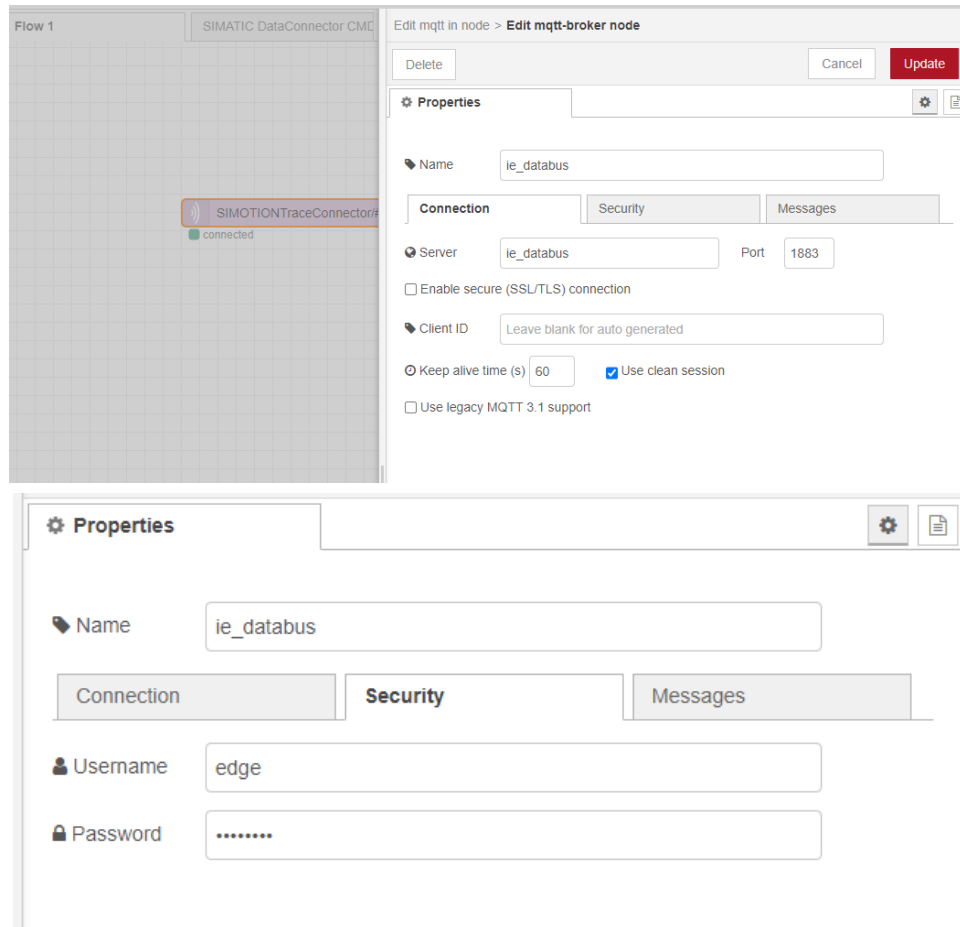 Flow 1
SIMATIC DataConnector CMD
Edit mqtt in node > Edit mqtt-broker node
Delete
Cancel
Update
Properties
Name
ie_databus
Connection
Security
Messages
SIMOTIONTraceConnector/#
connected
Server
ie_databus
Port
1883
Enable secure (SSL/TLS) connection
Client ID
Leave blank for auto generated
Keep alive time (s)
60
Use clean session
Use legacy MQTT 3.1 support
Properties
Name
ie_databus
Connection
Security
Messages
Username
edge
Password
••••••••